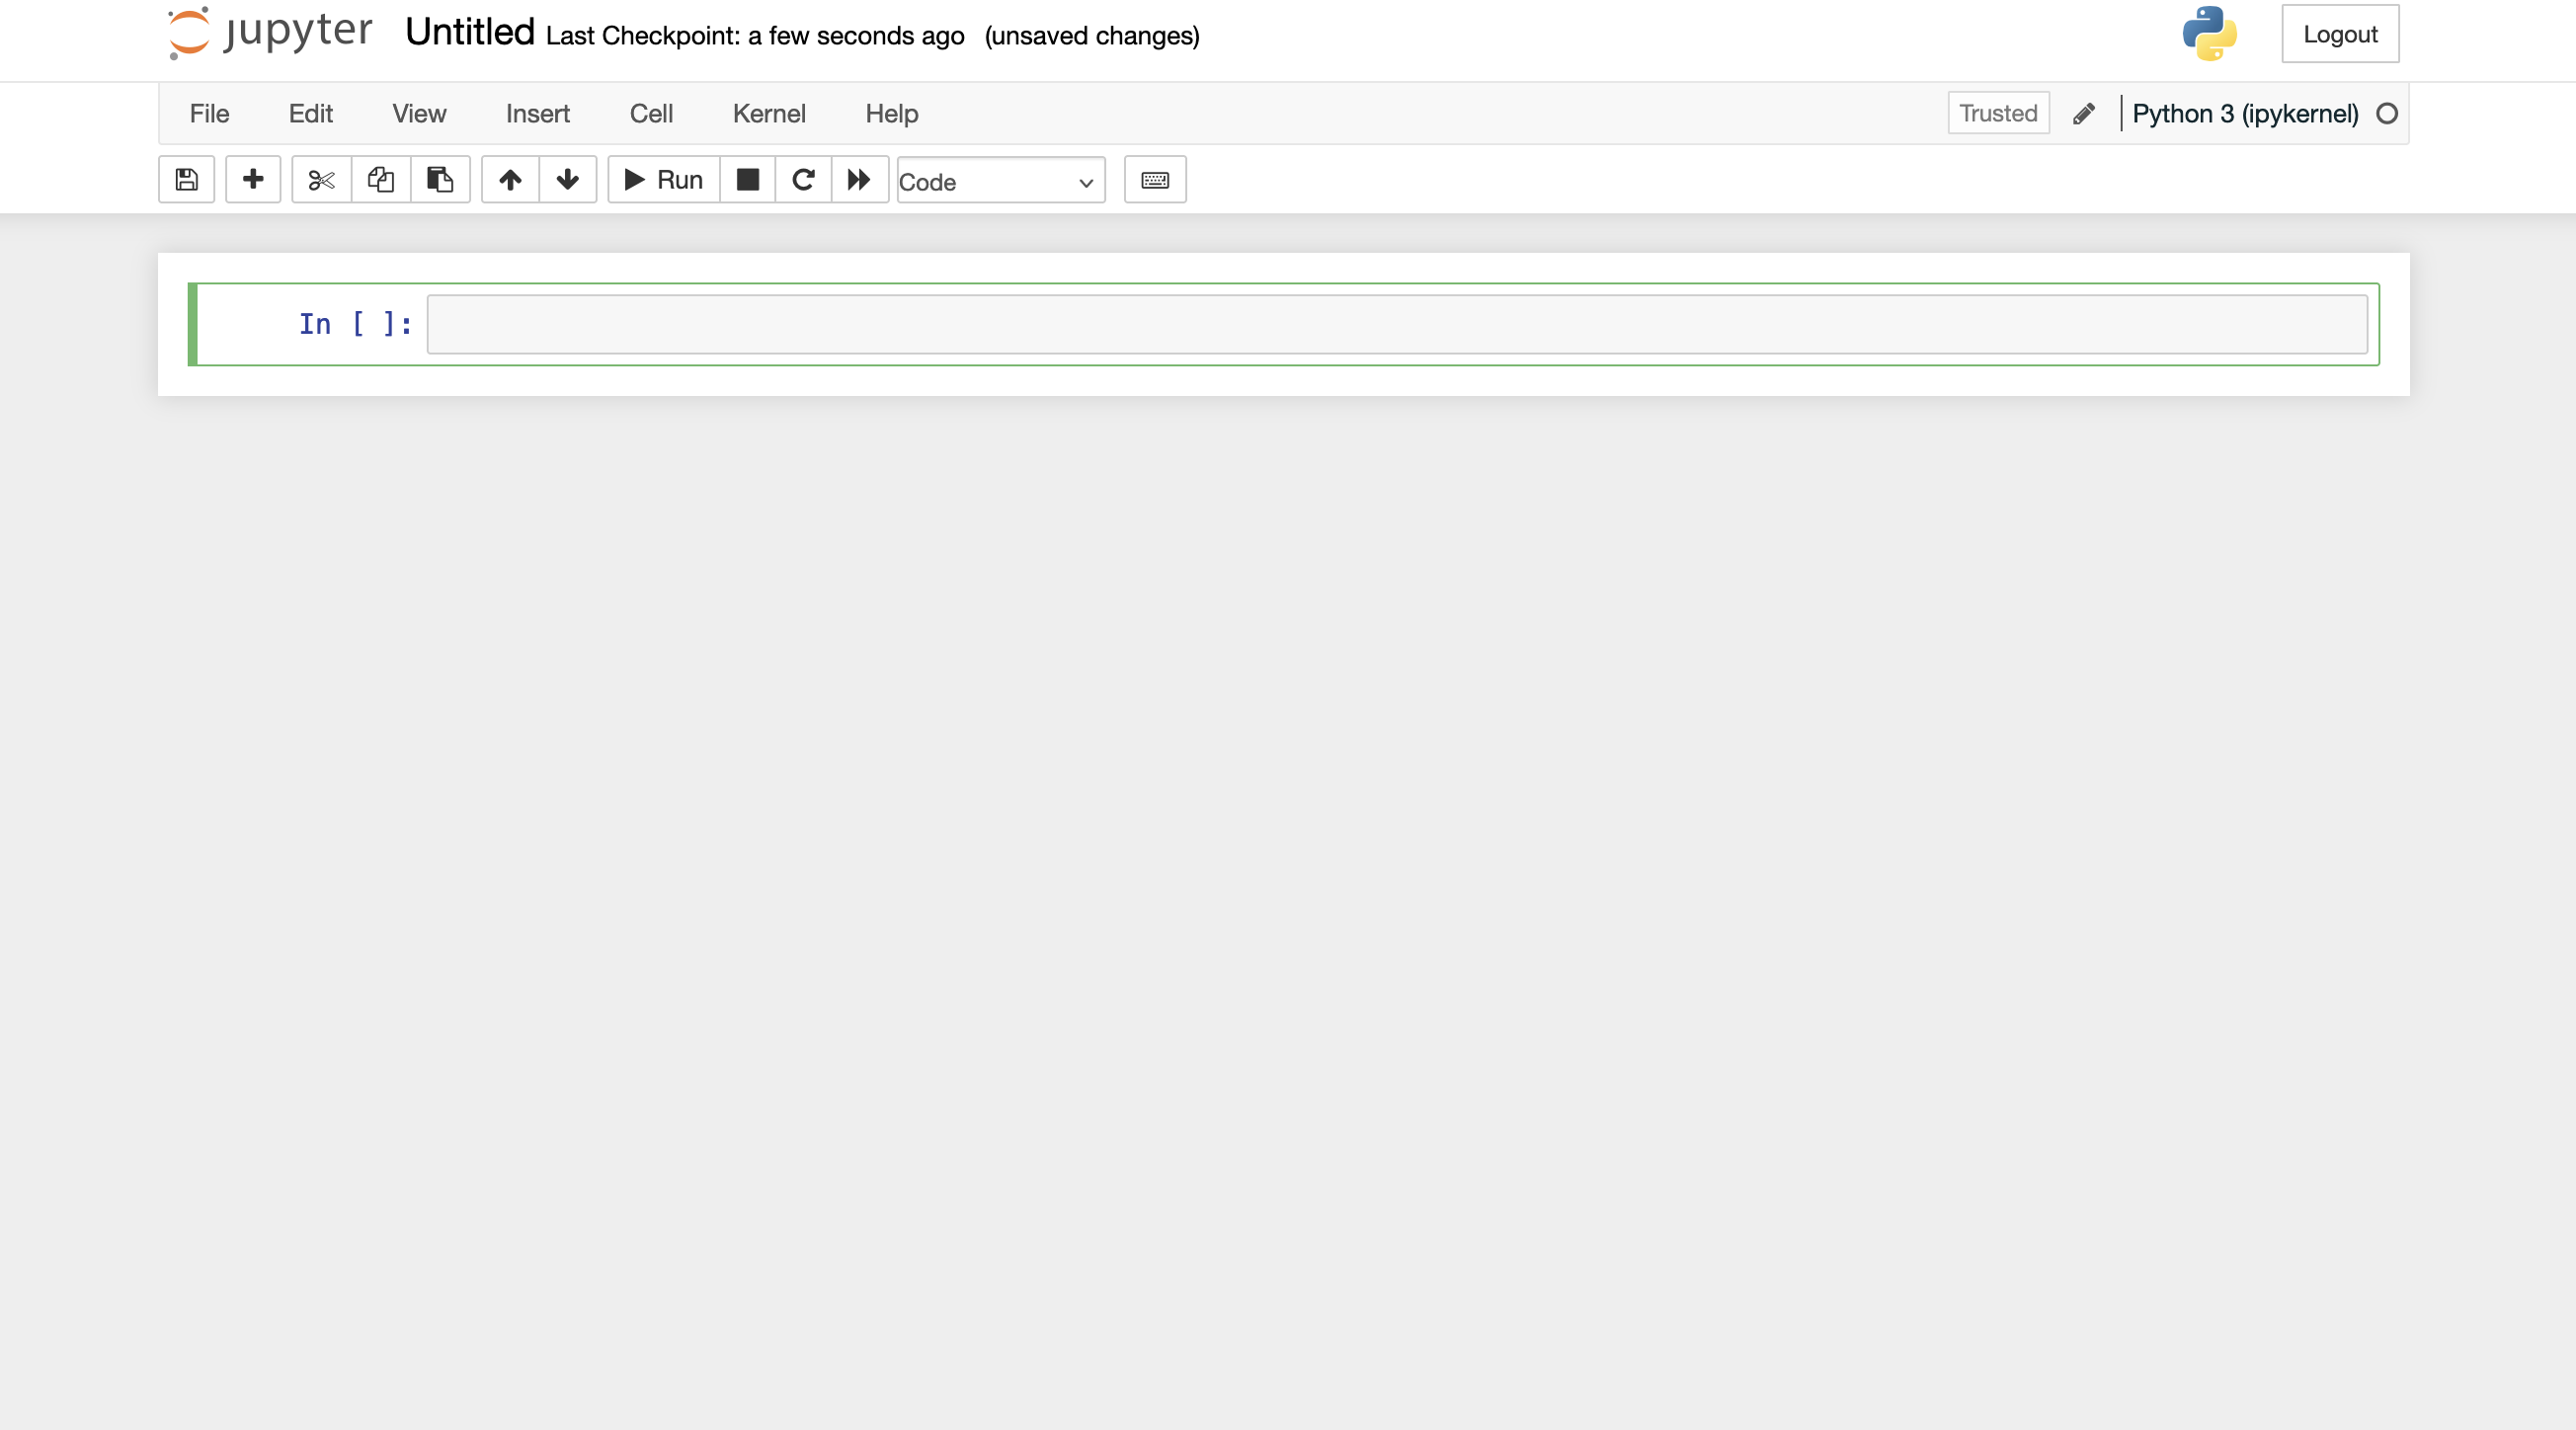 jupyter Untitled Last Checkpoint: a few seconds ago (unsaved changes) Logout
File Edit View Insert Cell Kernel Help Trusted Python 3 (ipykernel)
Run Code
In [ ]: